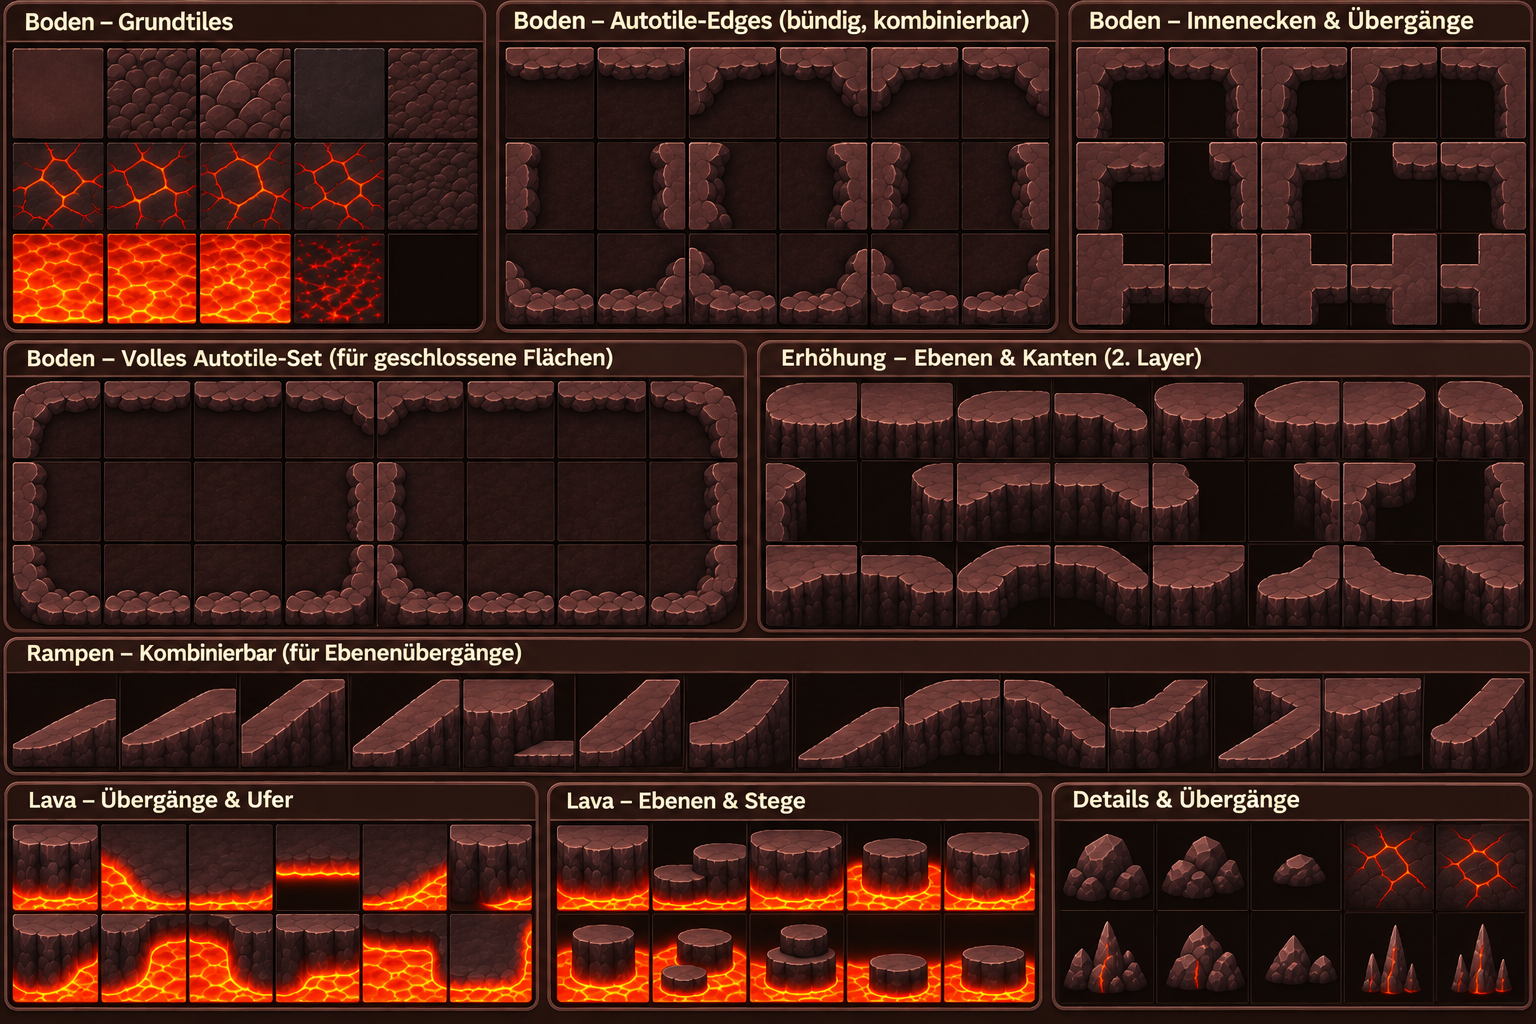 Boden – Grundtiles
Boden – Autotile-Edges (bündig, kombinierbar)
Boden – Innenecken & Übergänge
Boden – Volles Autotile-Set (für geschlossene Flächen)
Erhöhung – Ebenen & Kanten (2. Layer)
Rampen – Kombinierbar (für Ebenenübergänge)
Lava – Übergänge & Ufer
Lava – Ebenen & Stege
Details & Übergänge